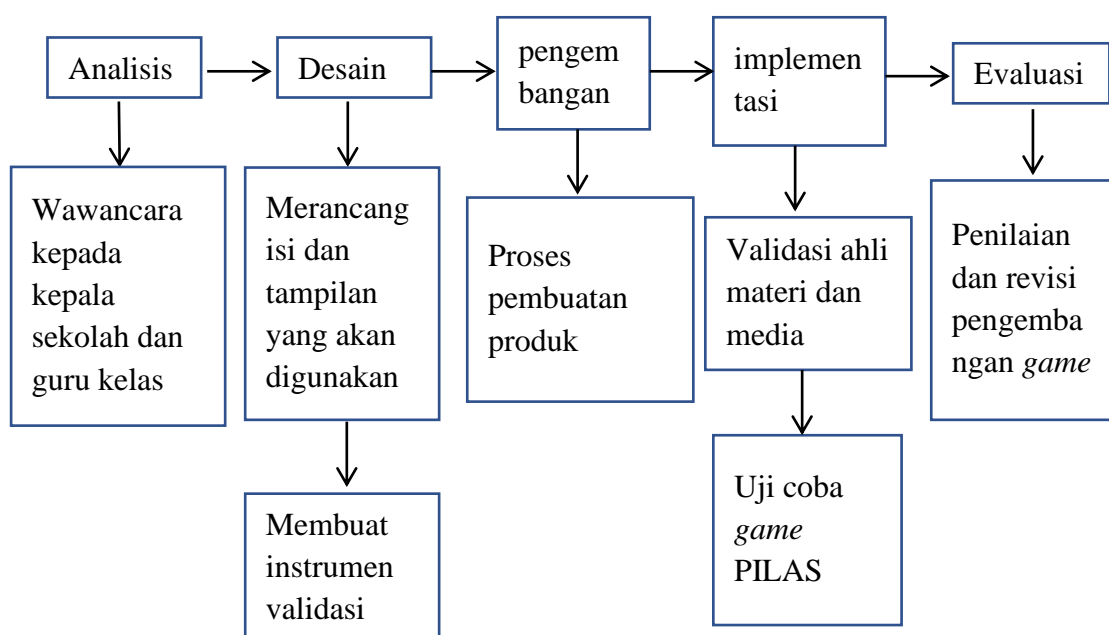 Analisis
Desain
pengem
bangan
implemen
tasi
Evaluasi
Wawancara
kepada
kepala
sekolah dan
guru kelas
Merancang
isi dan
tampilan
yang akan
digunakan
Proses
pembuatan
produk
Validasi ahli
materi dan
media
Penilaian
dan revisi
pengemba
ngan game
Membuat
instrumen
validasi
Uji coba
game
PILAS